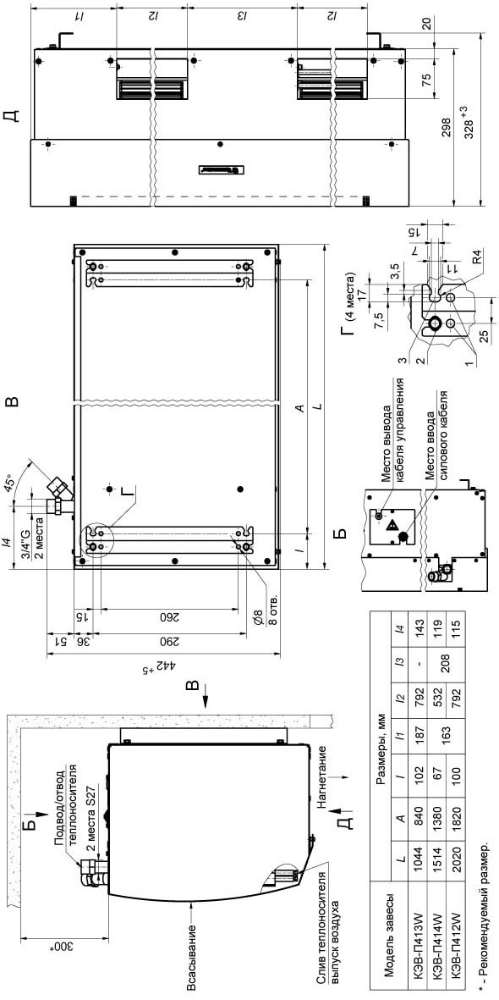 300*
Всасывание
Слив теплоносителя
выпуск воздуха
Подвод/отвод
теплоносителя
2 места S27
Б
Нагнетание
Д
В
В
l4
45°
3/4"G
2 места
Г
51
36
15
260
290
442 +5
Ø8
8 отв.
l
A
L
Д
l1
l2
l3
l2
20
75
298
328 +3
Б
Место вывода
кабеля управления
Место ввода
силового кабеля
Г (4 места)
17
3,5
7,5
7
15
11
R4
25
3
2
1
Модель завесы
Размеры, мм
L A l l1 l2 l3 l4
КЭВ-П413W 1044 840 102 187 792 - 143
КЭВ-П414W 1514 1380 67 163 532 208 119
КЭВ-П412W 2020 1820 100 792 115
* - Рекомендуемый размер.